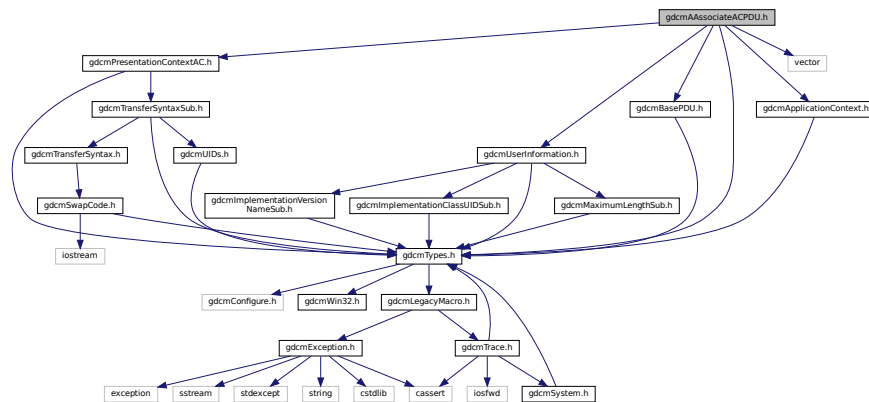 gdcmAAssociateACPDU.h
gdcmPresentationContextAC.h
vector
gdcmTransferSyntaxSub.h
gdcmBasePDU.h
gdcmApplicationContext.h
gdcmTransferSyntax.h
gdcmUIDs.h
gdcmUserInformation.h
gdcmSwapCode.h
gdcmImplementationVersion
NameSub.h
gdcmImplementationClassUIDSub.h
gdcmMaximumLengthSub.h
iostream
gdcmTypes.h
gdcmConfigure.h
gdcmWin32.h
gdcmLegacyMacro.h
gdcmException.h
gdcmTrace.h
exception
sstream
stdexcept
string
cstdlib
cassert
iosfwd
gdcmSystem.h